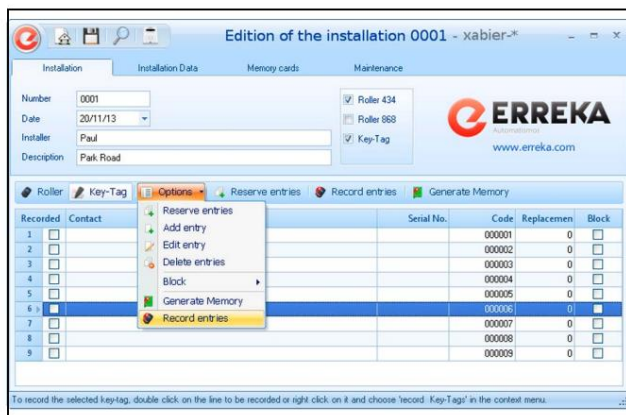 Edition of the installation 0001 - xabier-*
Installation Installation Data Memory cards Maintenance
Number 0001
Date 20/11/13
Installer Paul
Description Park Road
Roller 434
Roller 868
Key-Tag
ERREKA
Automatismos
www.erreka.com
Roller Key-Tag Options Reserve entries Record entries Generate Memory
Reserve entries
Add entry
Edit entry
Delete entries
Block
Generate Memory
Record entries
Recorded Contact Serial No. Code Replacemen Block
1 000001 0
2 000002 0
3 000003 0
4 000004 0
5 000005 0
6 000006 0
7 000007 0
8 000008 0
9 000009 0
To record the selected key-tag, double click on the line to be recorded or right click on it and choose 'record Key-Tags' in the context menu.